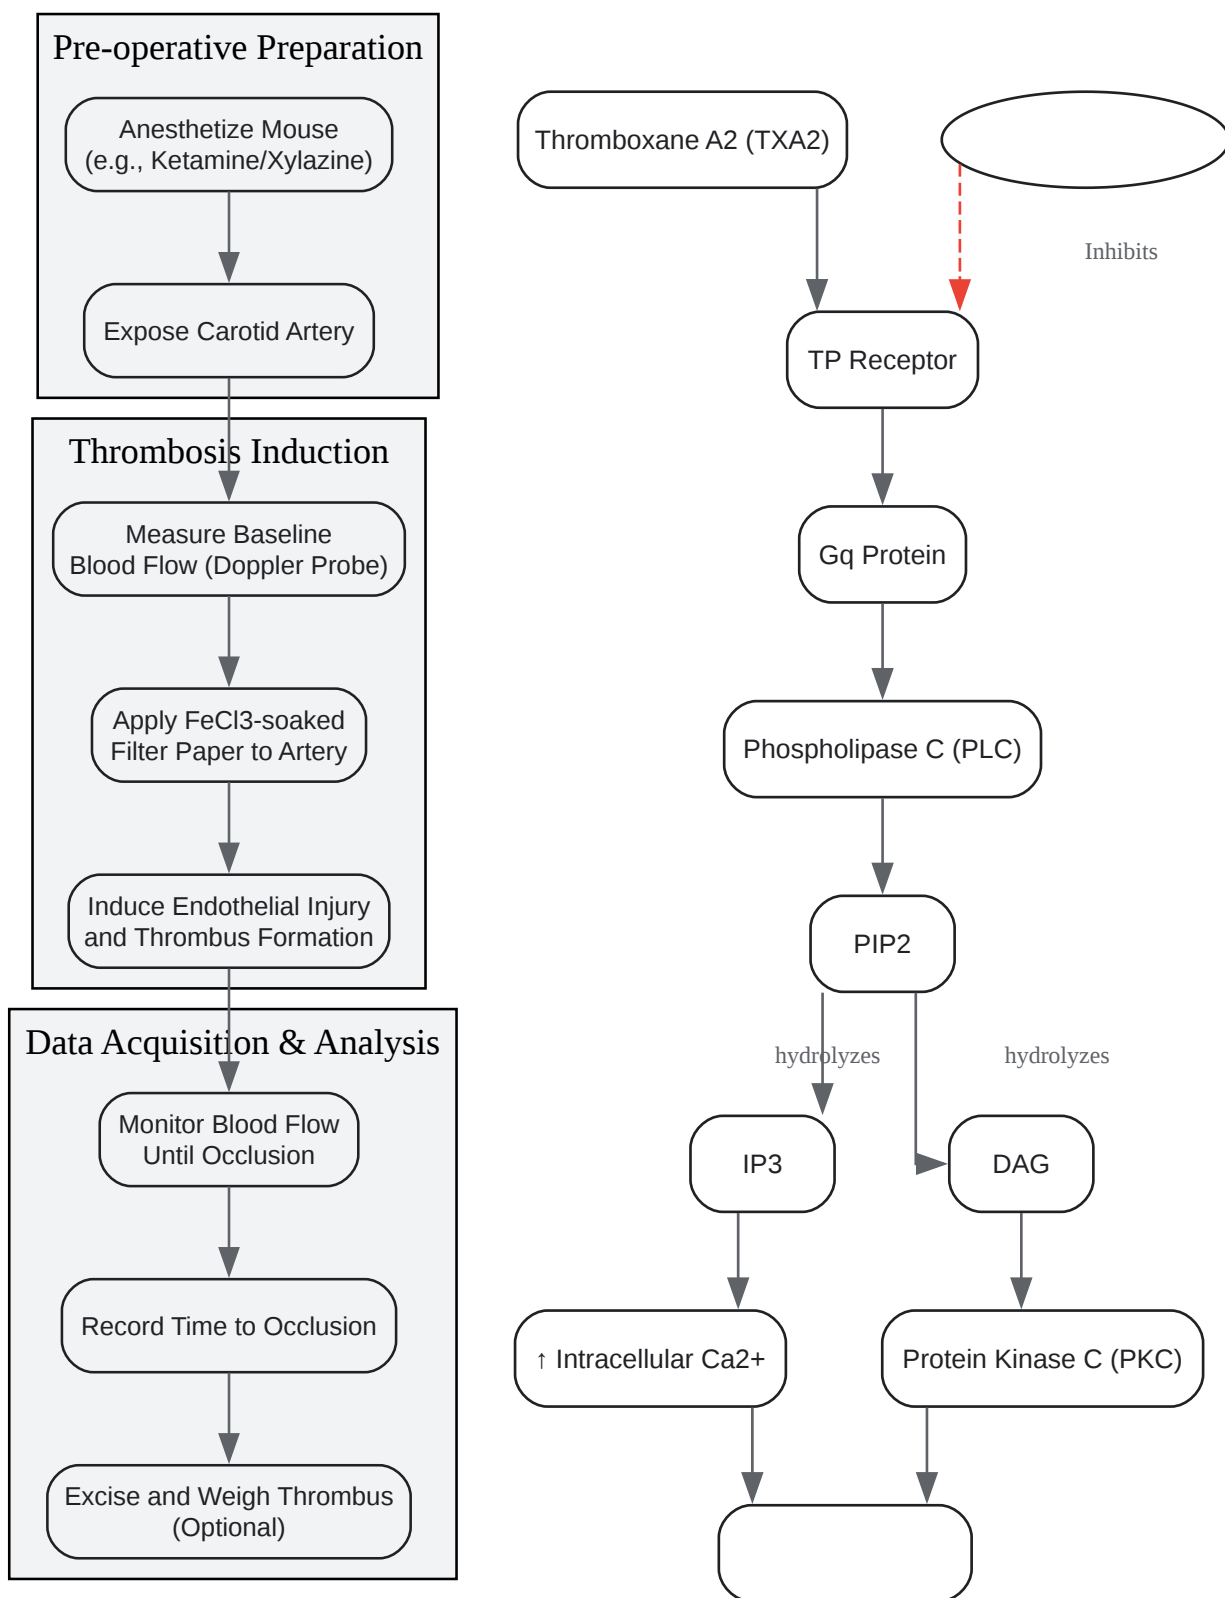 Pre-operative Preparation
Anesthetize Mouse
(e.g., Ketamine/Xylazine)
Expose Carotid Artery
Thrombosis Induction
Measure Baseline
Blood Flow (Doppler Probe)
Apply FeCl3-soaked
Filter Paper to Artery
Induce Endothelial Injury
and Thrombus Formation
Data Acquisition & Analysis
Monitor Blood Flow
Until Occlusion
Record Time to Occlusion
Excise and Weigh Thrombus
(Optional)
Thromboxane A2 (TXA2)
Inhibits
TP Receptor
Gq Protein
Phospholipase C (PLC)
PIP2
hydrolyzes
hydrolyzes
IP3
DAG
↑ Intracellular Ca2+
Protein Kinase C (PKC)